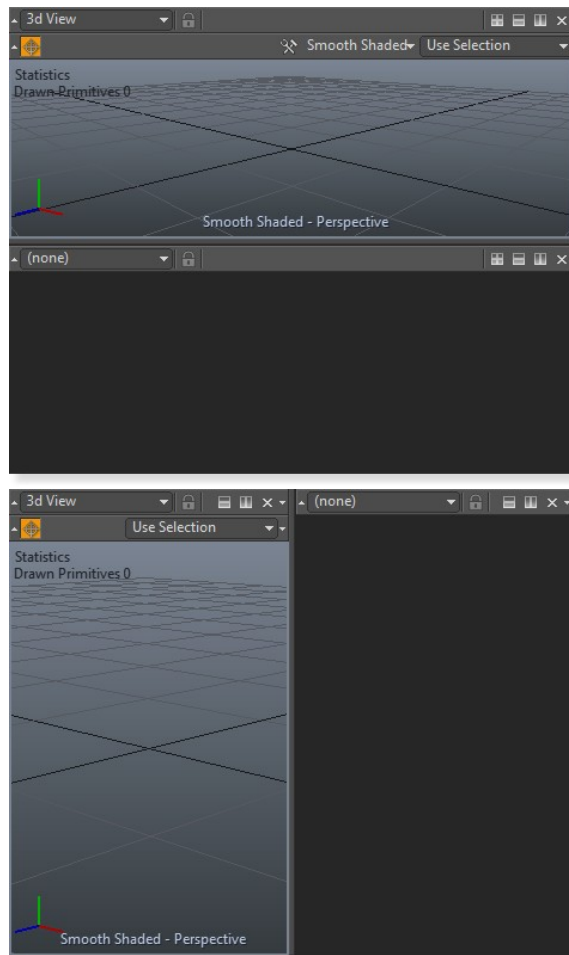 3d View
Smooth Shaded Use Selection
Statistics
Drawn Primitives 0
Smooth Shaded - Perspective
(none)
3d View
Use Selection
Statistics
Drawn Primitives 0
Smooth Shaded - Perspective
(none)